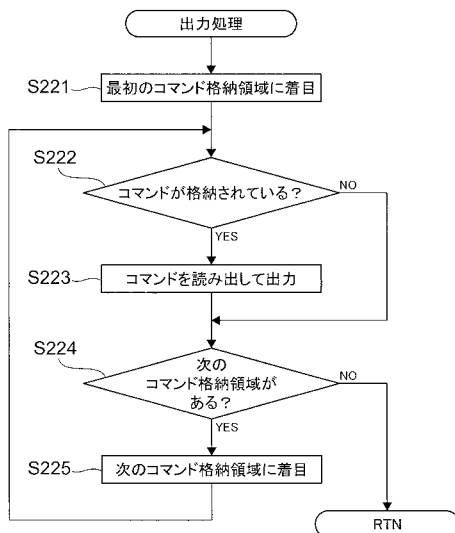 出力処理
S221
最初のコマンド格納領域に着目
S222
コマンドが格納されている？
NO
YES
S223
コマンドを読み出して出力
S224
次の
コマンド格納領域が
ある？
NO
YES
S225
次のコマンド格納領域に着目
RTN